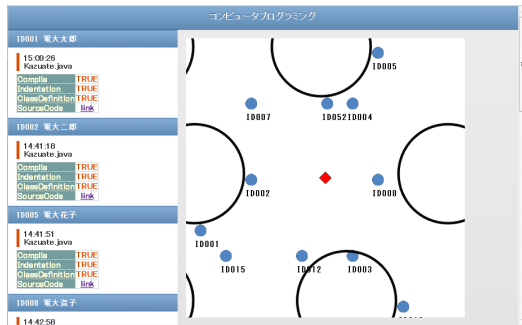 コンピュータプログラミング
ID001 電大太郎
15:09:26
Kazuate.java
Compile TRUE
Indentation TRUE
ClassDefinition TRUE
SourceCode link
ID002 電大二郎
14:41:18
Kazuate.java
Compile TRUE
Indentation TRUE
ClassDefinition TRUE
SourceCode link
ID005 電大花子
14:41:51
Kazuate.java
Compile TRUE
Indentation TRUE
ClassDefinition TRUE
SourceCode link
ID008 電大
14:42:58
ID005
ID007
ID052
ID004
ID002
ID008
ID001
ID015
ID012
ID003